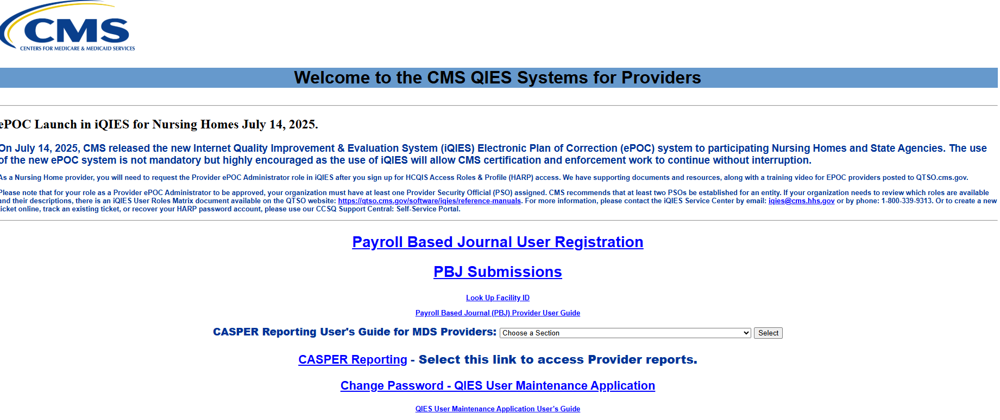 CMS
CENTERS FOR MEDICARE & MEDICAID SERVICES
Welcome to the CMS QIES Systems for Providers
ePOC Launch in iQIES for Nursing Homes July 14, 2025.
On July 14, 2025, CMS released the new Internet Quality Improvement & Evaluation System (iQIES) Electronic Plan of Correction (ePOC) system to participating Nursing Homes and State Agencies. The use
of the new ePOC system is not mandatory but highly encouraged as the use of iQIES will allow CMS certification and enforcement work to continue without interruption.
As a Nursing Home provider, you will need to request the Provider ePOC Administrator role in iQIES after you sign up for HCQIS Access Roles & Profile (HARP) access. We have supporting documents and resources, along with a training video for EPOC providers posted to QTSO.cms.gov.
Please note that for your role as a Provider ePOC Administrator to be approved, your organization must have at least one Provider Security Official (PSO) assigned. CMS recommends that at least two PSOs be established for an entity. If your organization needs to review which roles are available
and their descriptions, there is an iQIES User Roles Matrix document available on the QTSO website: https://qtso.cms.gov/software/iqies/reference-manuals. For more information, please contact the iQIES Service Center by email: iqies@cms.hhs.gov or by phone: 1-800-339-9313. Or to create a new
ticket online, track an existing ticket, or recover your HARP password account, please use our CCSQ Support Central: Self-Service Portal.
Payroll Based Journal User Registration
PBJ Submissions
Look Up Facility ID
Payroll Based Journal (PBJ) Provider User Guide
CASPER Reporting User's Guide for MDS Providers: Choose a Section Select
CASPER Reporting - Select this link to access Provider reports.
Change Password - QIES User Maintenance Application
QIES User Maintenance Application User’s Guide